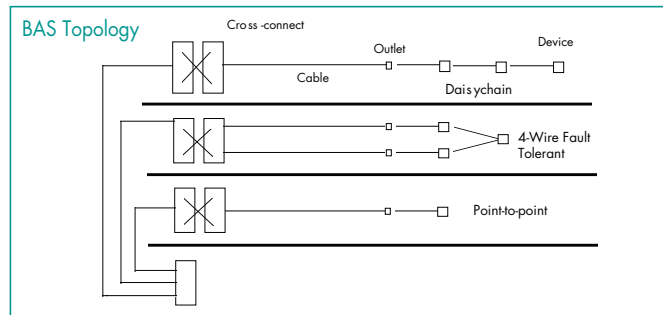 BAS Topology
Cross-connect
Outlet
Device
Cable
Daisychain
4-Wire Fault
Tolerant
Point-to-point